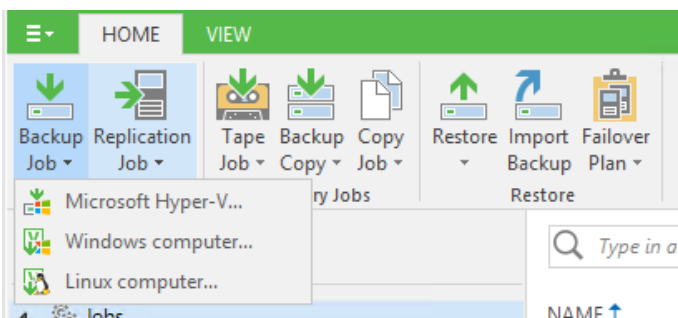 HOME VIEW
Backup Replication Tape Backup Copy Restore Import Failover
Job Job Job Copy Job Backup Plan
ry Jobs Restore
Microsoft Hyper-V...
Windows computer...
Linux computer...
Type in a
Jobs
NAME